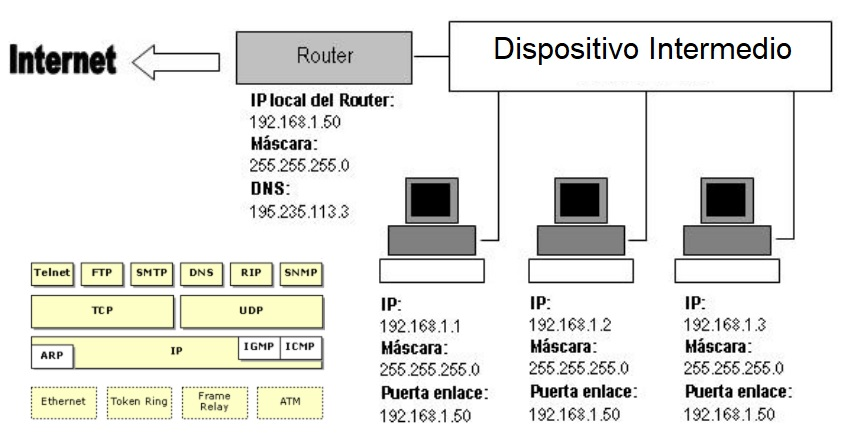 Internet
Router
Dispositivo Intermedio
IP local del Router:
192.168.1.50
Máscara:
255.255.255.0
DNS:
195.235.113.3
Telnet FTP SMTP DNS RIP SNMP
TCP UDP
ARP IP IGMP ICMP
Ethernet Token Ring Frame Relay ATM
IP:
192.168.1.1
Máscara:
255.255.255.0
Puerta enlace:
192.168.1.50
IP:
192.168.1.2
Máscara:
255.255.255.0
Puerta enlace:
192.168.1.50
IP:
192.168.1.3
Máscara:
255.255.255.0
Puerta enlace:
192.168.1.50